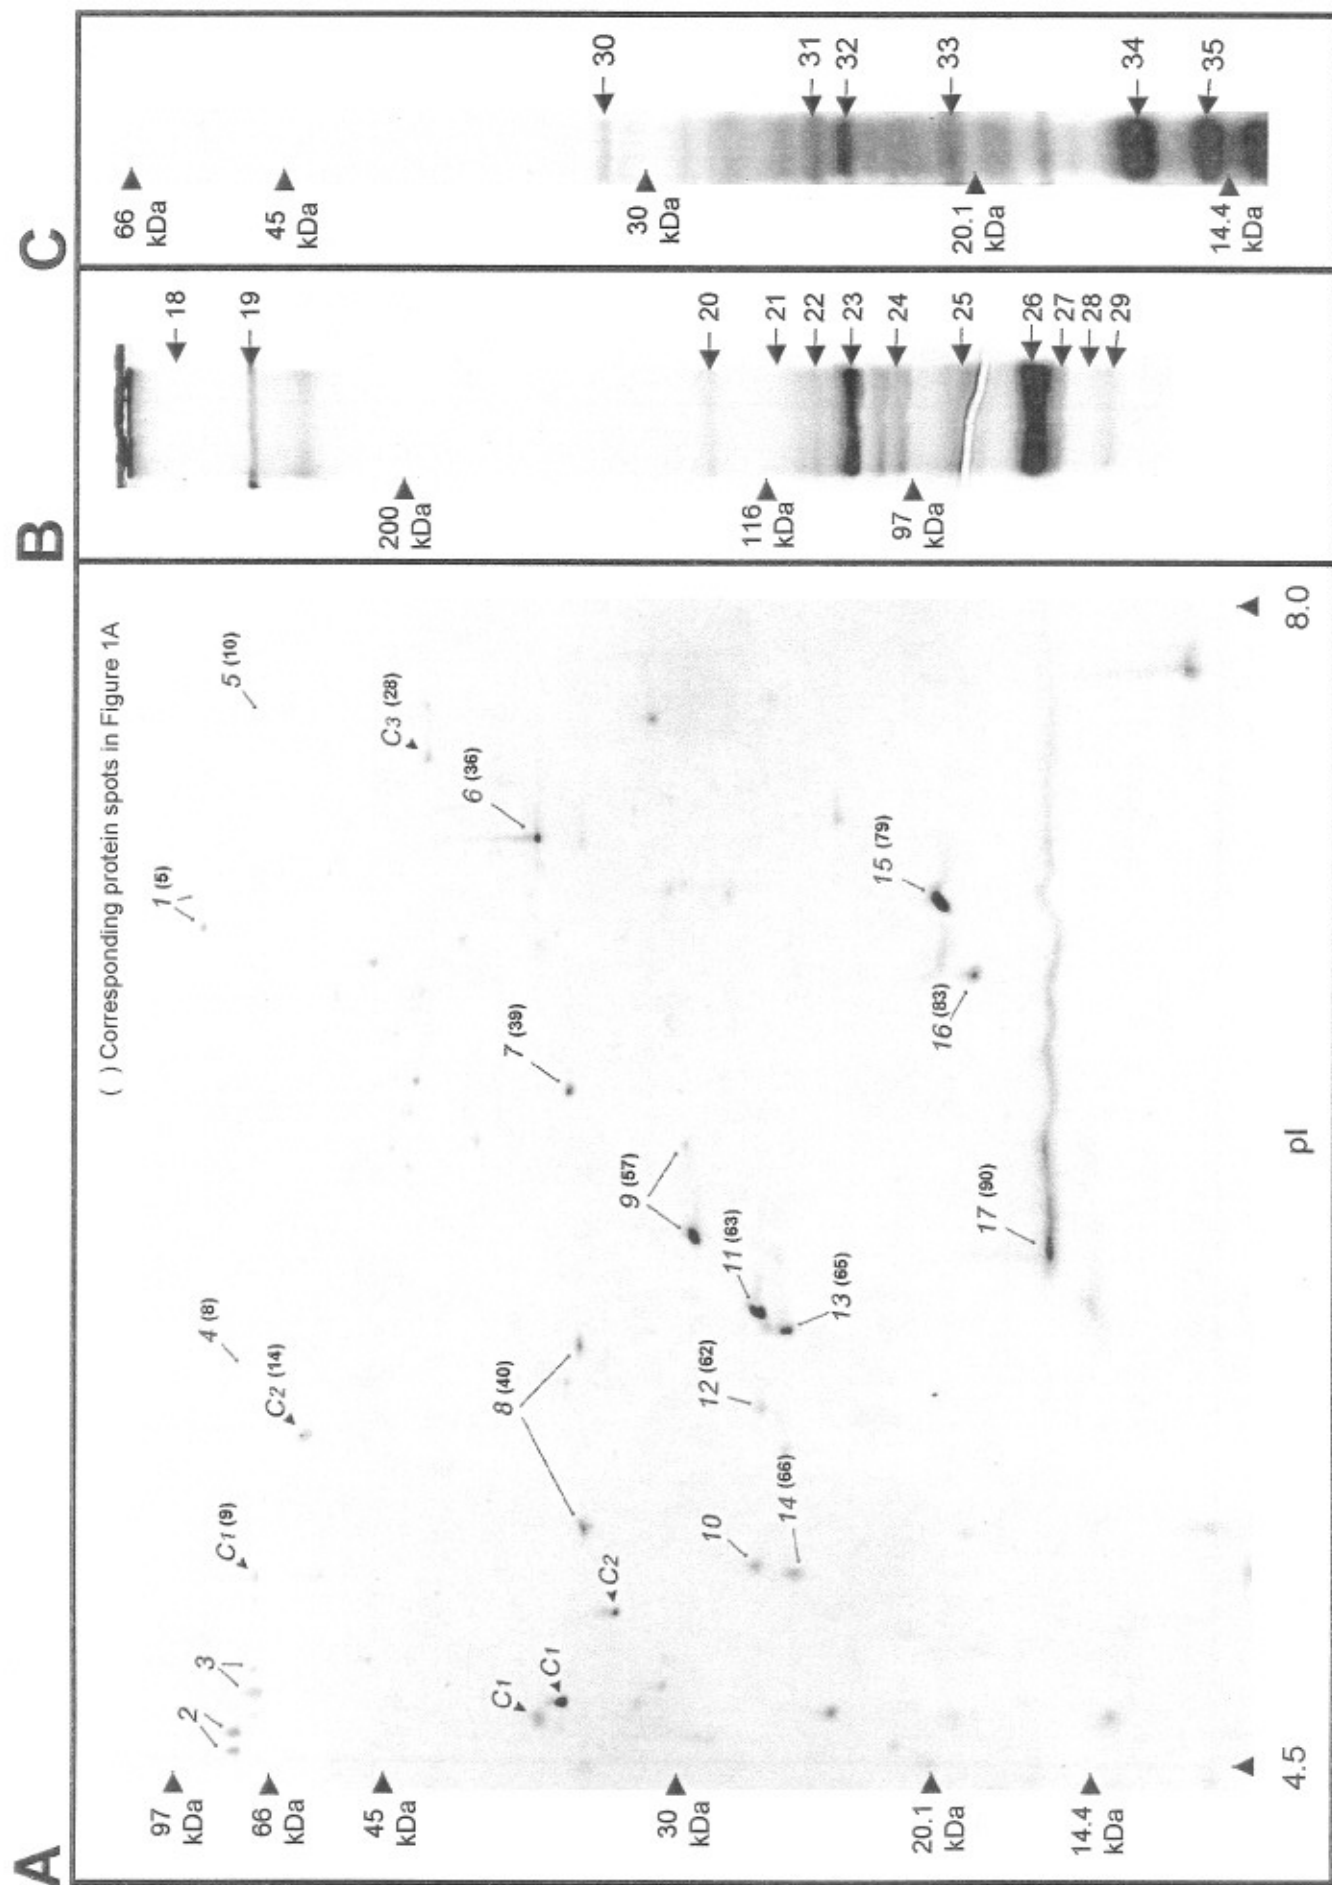 A
( ) Corresponding protein spots in Figure 1A
97 kDa
66 kDa
45 kDa
30 kDa
20.1 kDa
14.4 kDa
4.5
pI
8.0
1 (5)
2
3
4 (8)
5 (10)
C1 (9)
C2 (14)
C3 (28)
6 (36)
7 (39)
8 (40)
9 (57)
C1
C1
C2
10
11 (63)
12 (62)
13 (65)
14 (66)
15 (79)
16 (83)
17 (90)
B
200 kDa
116 kDa
97 kDa
18
19
20
21
22
23
24
25
26
27
28
29
C
66 kDa
45 kDa
30 kDa
20.1 kDa
14.4 kDa
30
31
32
33
34
35